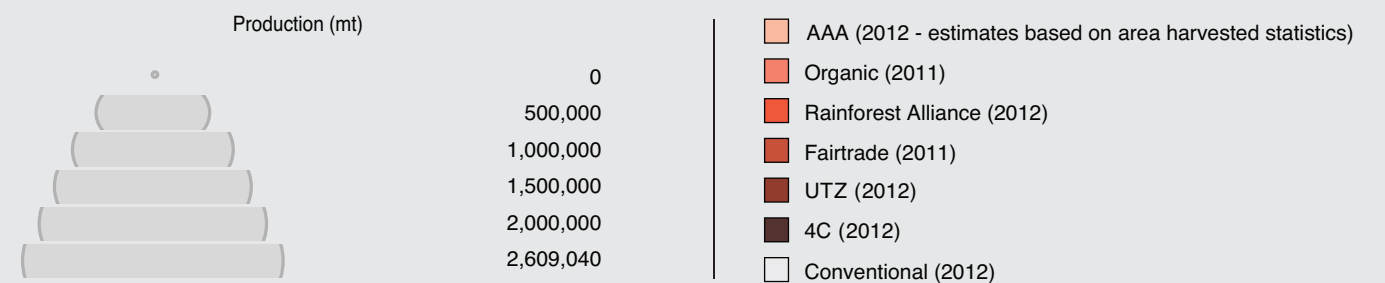 Production (mt)
0
500,000
1,000,000
1,500,000
2,000,000
2,609,040
AAA (2012 - estimates based on area harvested statistics)
Organic (2011)
Rainforest Alliance (2012)
Fairtrade (2011)
UTZ (2012)
4C (2012)
Conventional (2012)